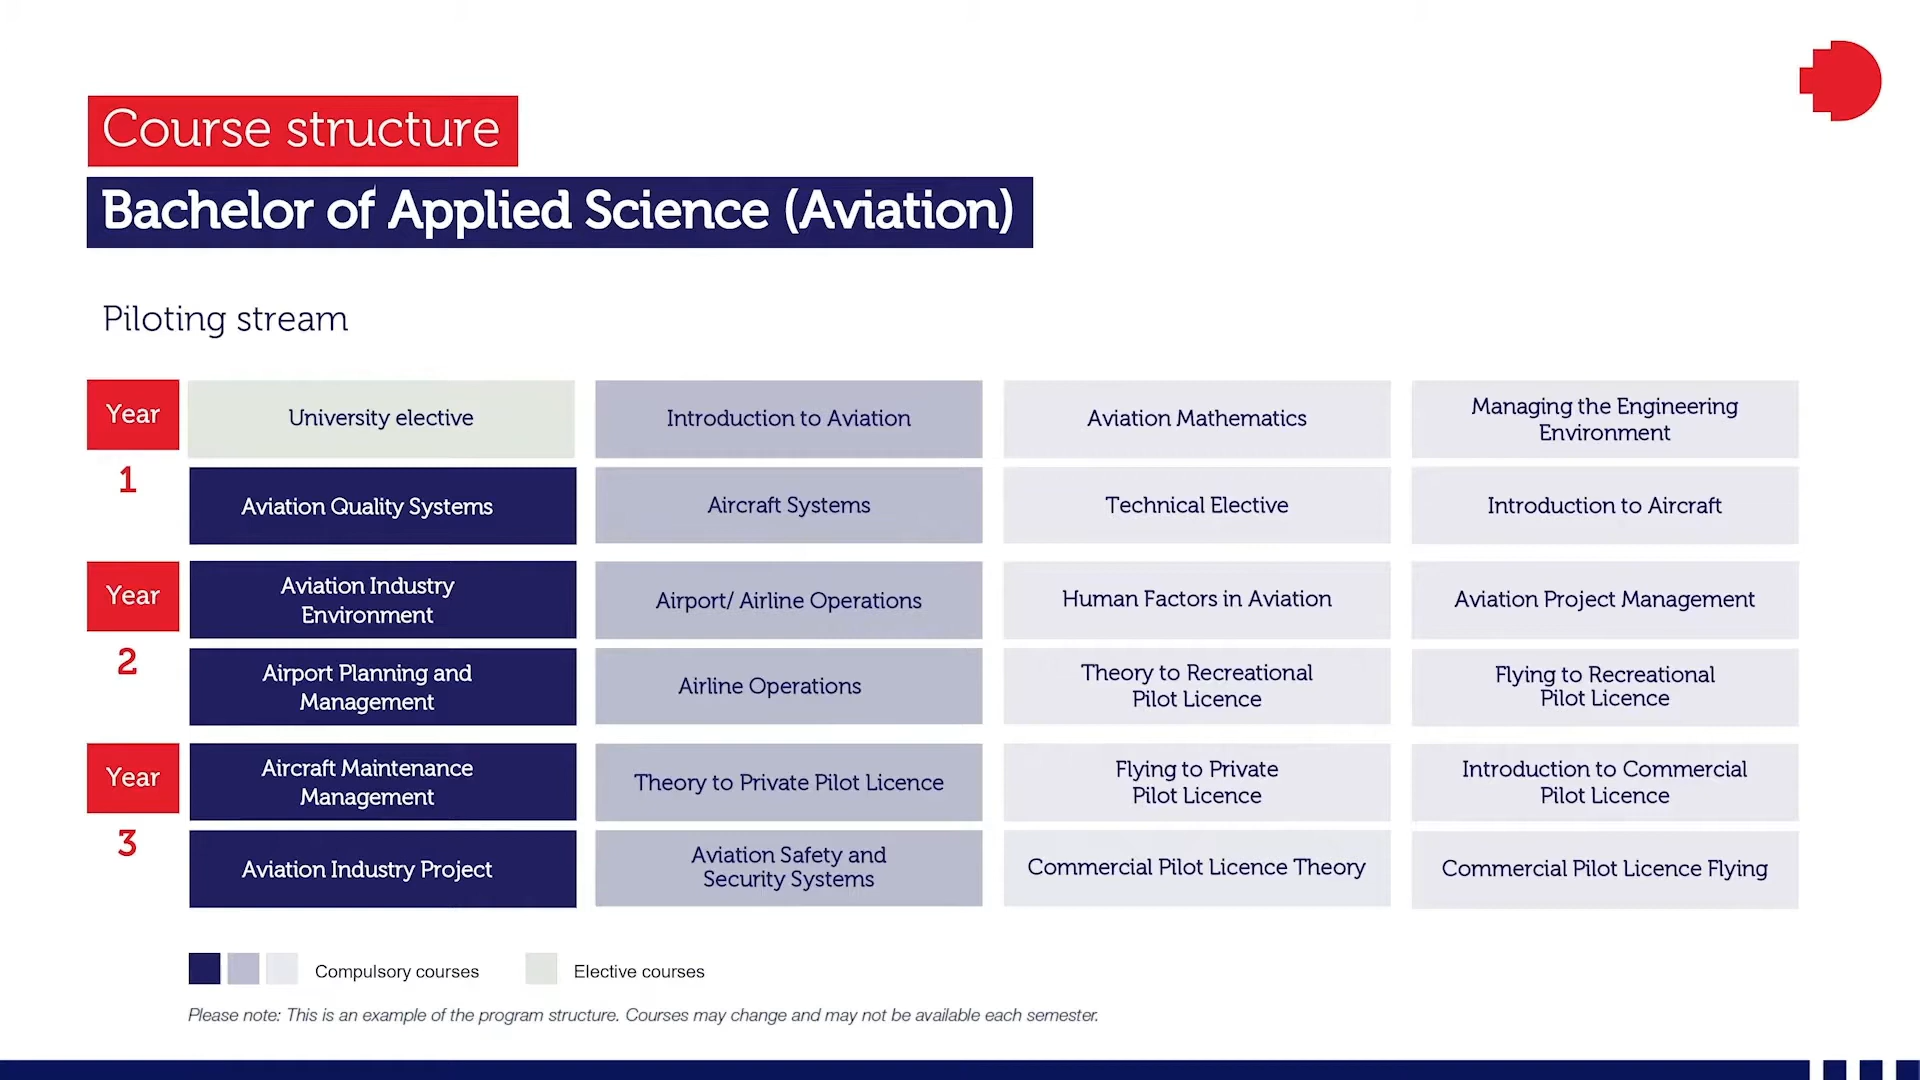 Course structure
Bachelor of Applied Science (Aviation)
Piloting stream
Year
1
University elective
Introduction to Aviation
Aviation Mathematics
Managing the Engineering
Environment
Aviation Quality Systems
Aircraft Systems
Technical Elective
Introduction to Aircraft
Year
2
Aviation Industry
Environment
Airport/ Airline Operations
Human Factors in Aviation
Aviation Project Management
Airport Planning and
Management
Airline Operations
Theory to Recreational
Pilot Licence
Flying to Recreational
Pilot Licence
Year
3
Aircraft Maintenance
Management
Theory to Private Pilot Licence
Flying to Private
Pilot Licence
Introduction to Commercial
Pilot Licence
Aviation Industry Project
Aviation Safety and
Security Systems
Commercial Pilot Licence Theory
Commercial Pilot Licence Flying
Compulsory courses
Elective courses
Please note: This is an example of the program structure. Courses may change and may not be available each semester.